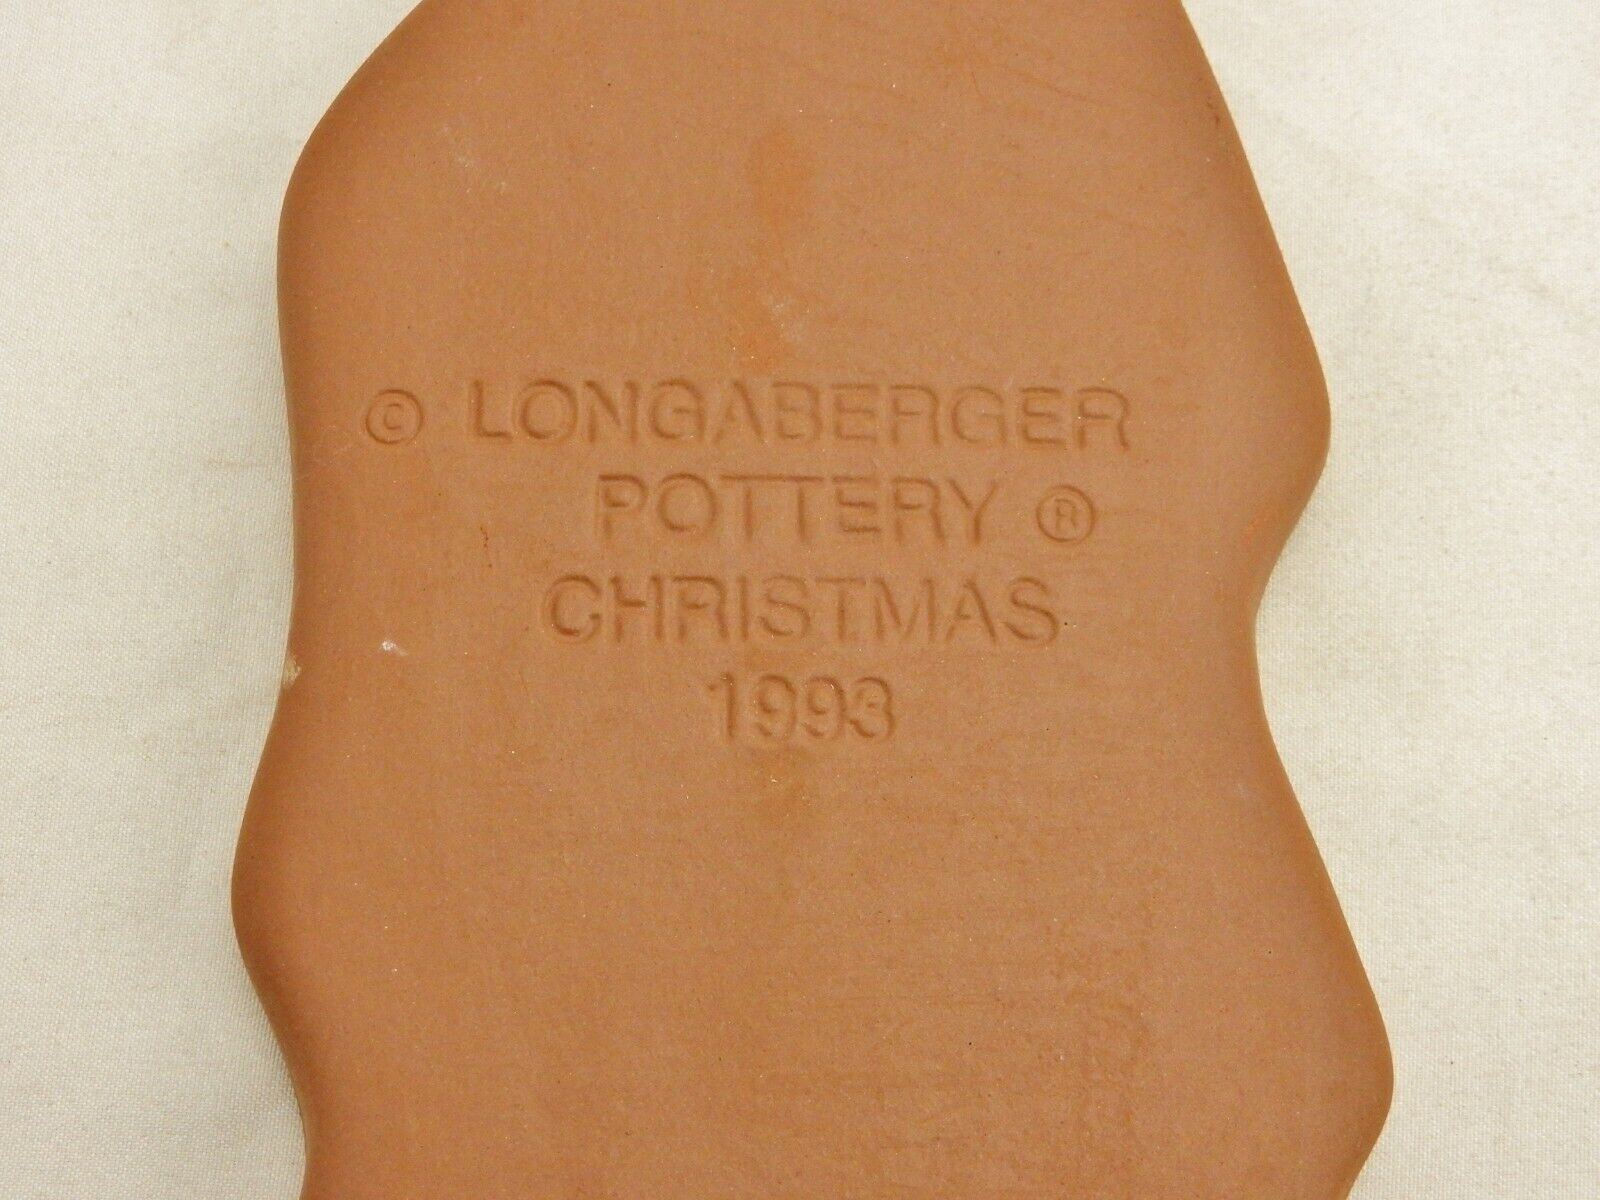 © LONGABERGER
POTTERY ®
CHRISTMAS
1993